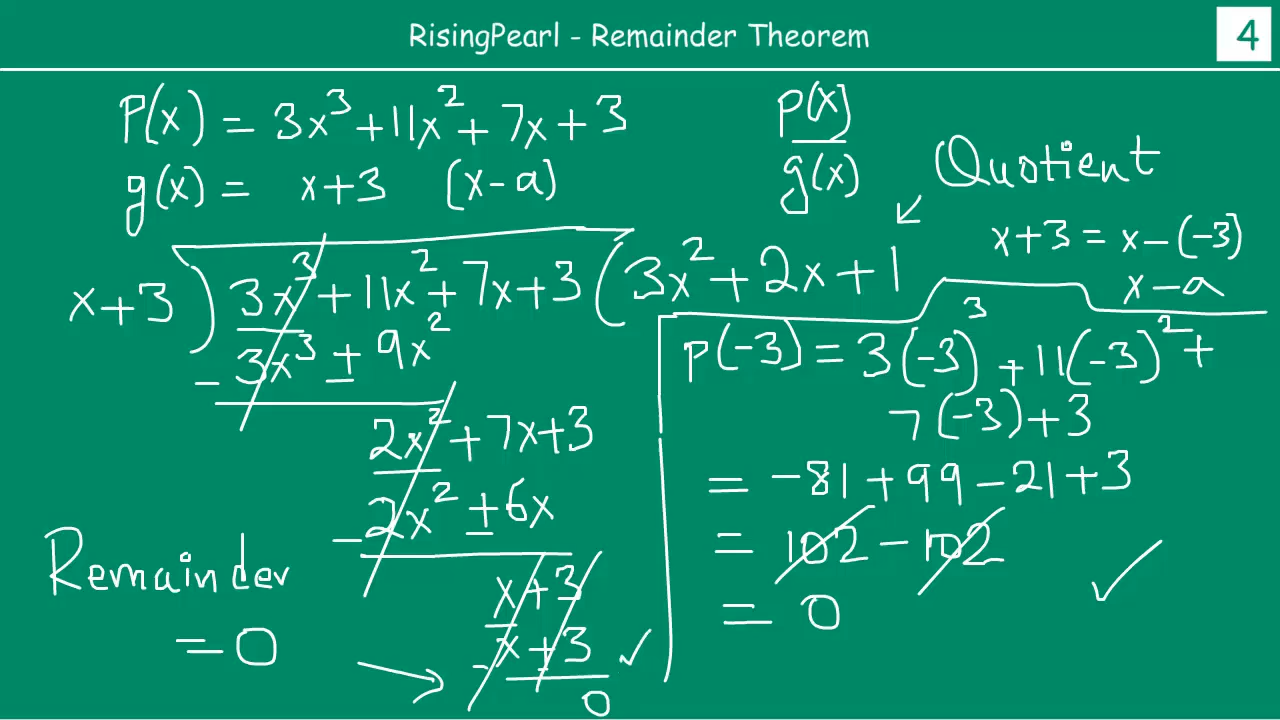 RisingPearl - Remainder Theorem
4
P(x) = 3x³ + 11x² + 7x + 3
g(x) = x+3 (x-a)
P(x)
g(x)
Quotient
x+3 = x-(-3)
x-a
x+3 ) 3x³ + 11x² + 7x + 3 ( 3x² + 2x + 1
- 3x³ ± 9x²
2x² + 7x + 3
- 2x² ± 6x
x + 3
- x + 3
0
Remainder
= 0
P(-3) = 3(-3)³ + 11(-3)² +
7(-3) + 3
= -81 + 99 - 21 + 3
= 102 - 102
= 0